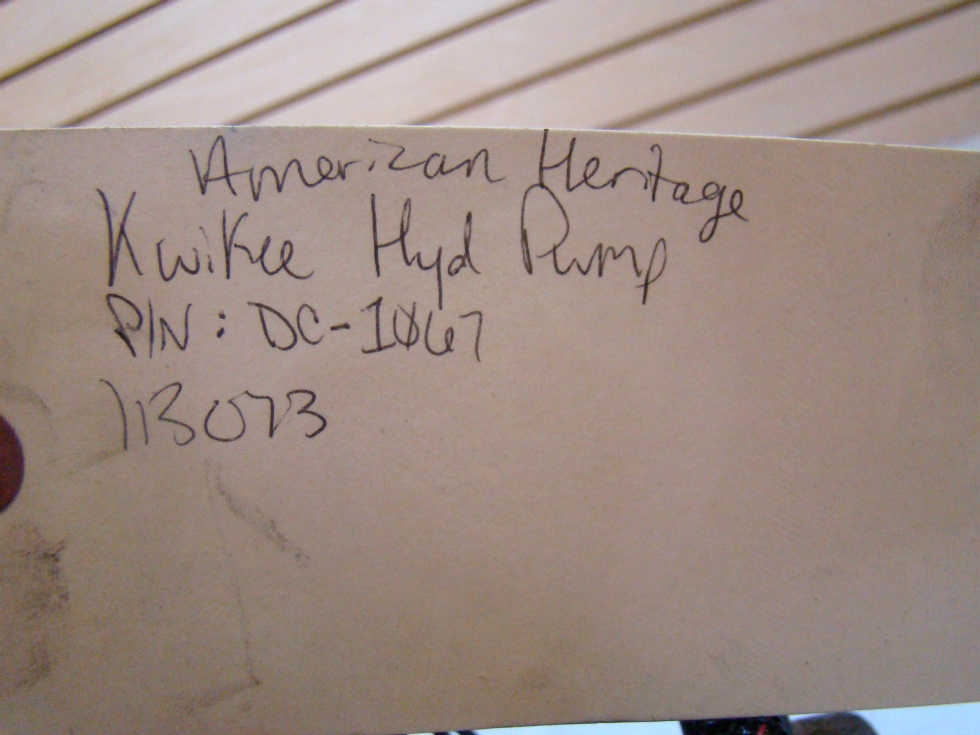 American Heritage
Kwikee Hyd Pump
P/N: DC-1067
113073